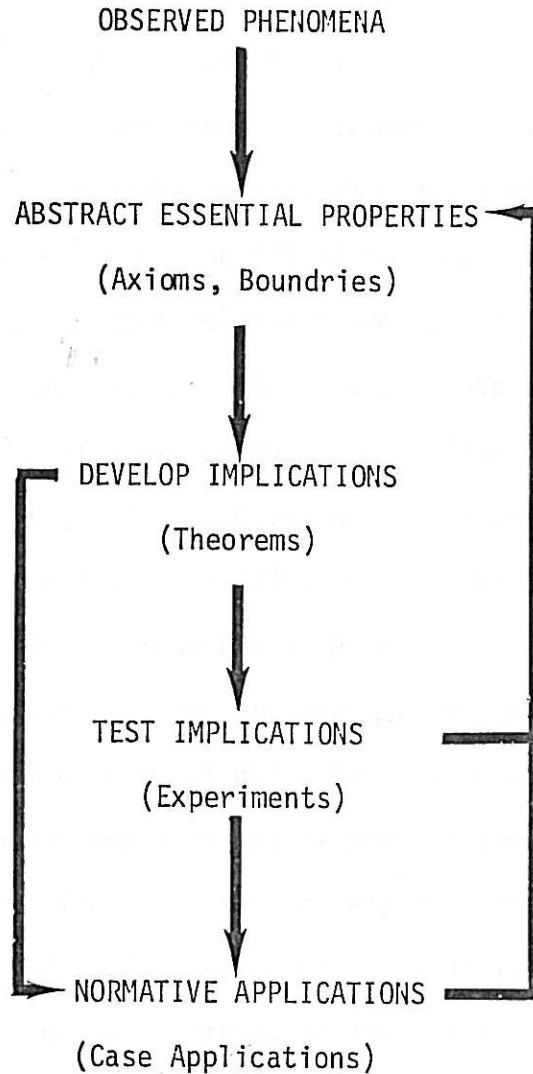 OBSERVED PHENOMENA
ABSTRACT ESSENTIAL PROPERTIES
(Axioms, Boundries)
DEVELOP IMPLICATIONS
(Theorems)
TEST IMPLICATIONS
(Experiments)
NORMATIVE APPLICATIONS
(Case Applications)